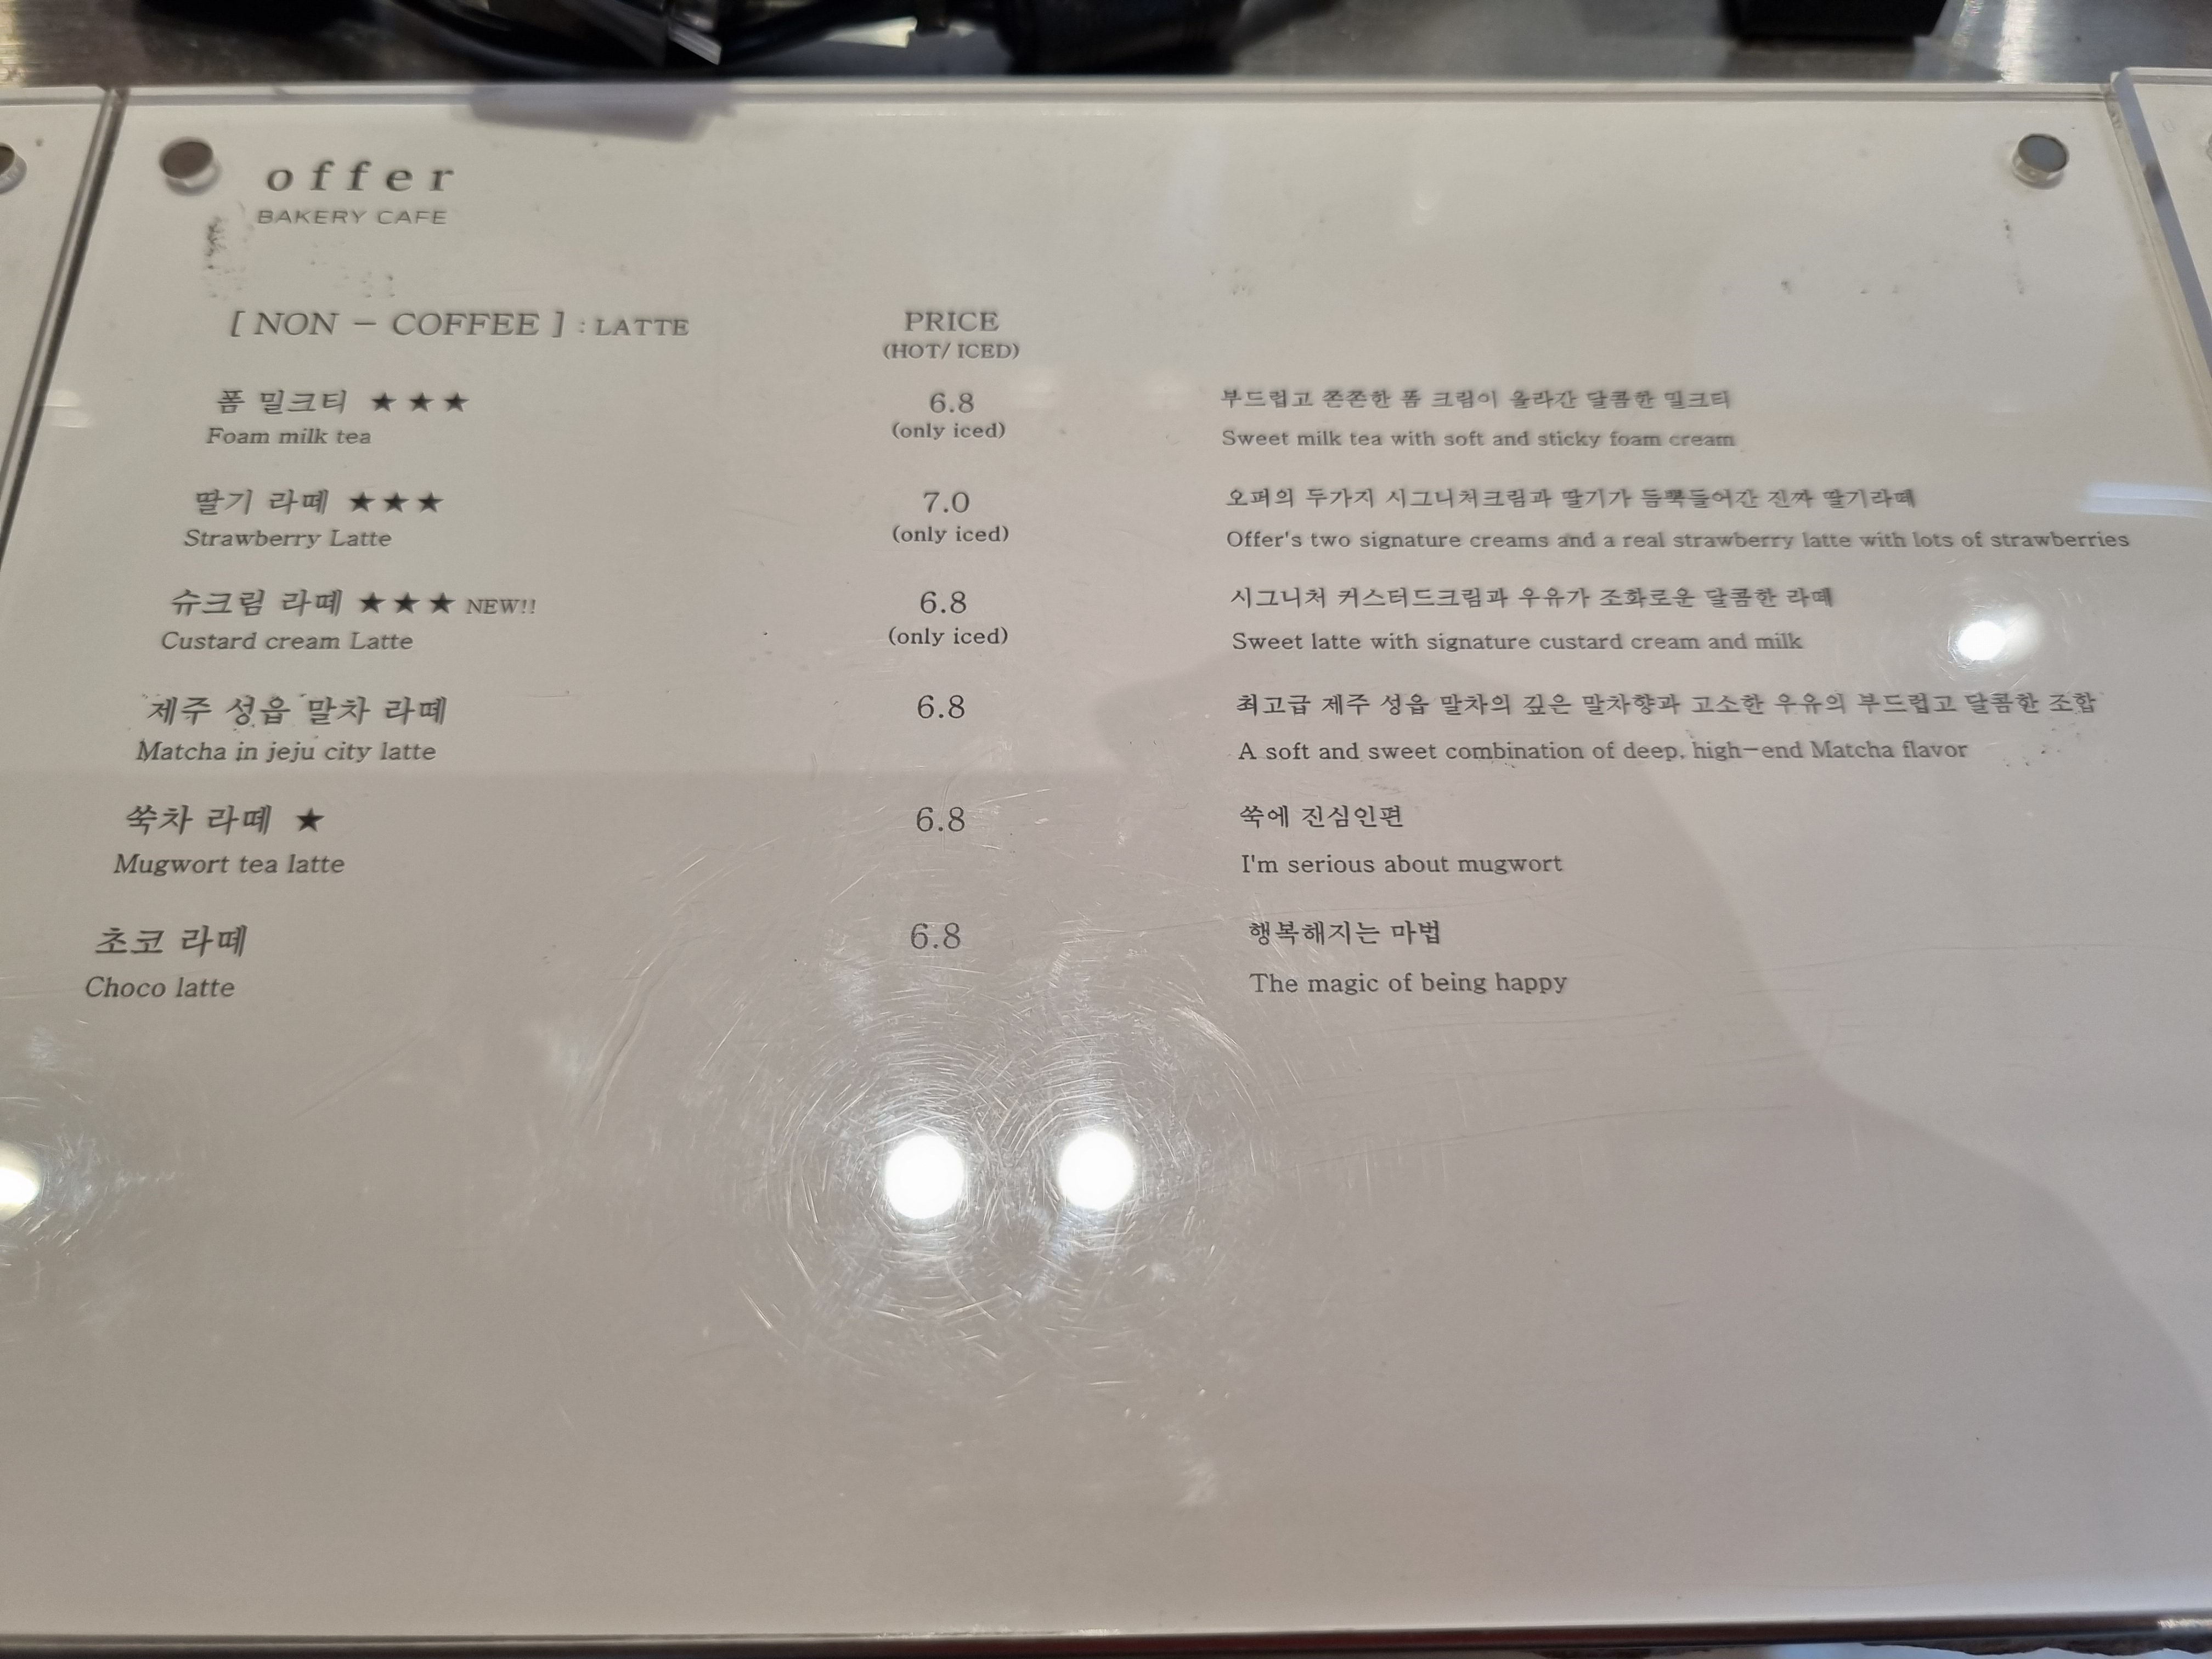 offer
BAKERY CAFE
[ NON - COFFEE ] : LATTE
PRICE
(HOT/ ICED)
폼 밀크티 ★★★
6.8
부드럽고 쫀쫀한 폼 크림이 올라간 달콤한 밀크티
Foam milk tea
(only iced)
Sweet milk tea with soft and sticky foam cream
딸기 라떼 ★★★
7.0
오퍼의 두가지 시그니처크림과 딸기가 듬뿍들어간 진짜 딸기라떼
Strawberry Latte
(only iced)
Offer's two signature creams and a real strawberry latte with lots of strawberries
슈크림 라떼 ★★★ NEW!!
6.8
시그니처 커스터드크림과 우유가 조화로운 달콤한 라떼
Custard cream Latte
(only iced)
Sweet latte with signature custard cream and milk
제주 성읍 말차 라떼
6.8
최고급 제주 성읍 말차의 깊은 말차향과 고소한 우유의 부드럽고 달콤한 조합
Matcha in jeju city latte
A soft and sweet combination of deep, high-end Matcha flavor
쑥차 라떼 ★
6.8
쑥에 진심인편
Mugwort tea latte
I'm serious about mugwort
초코 라떼
6.8
행복해지는 마법
Choco latte
The magic of being happy